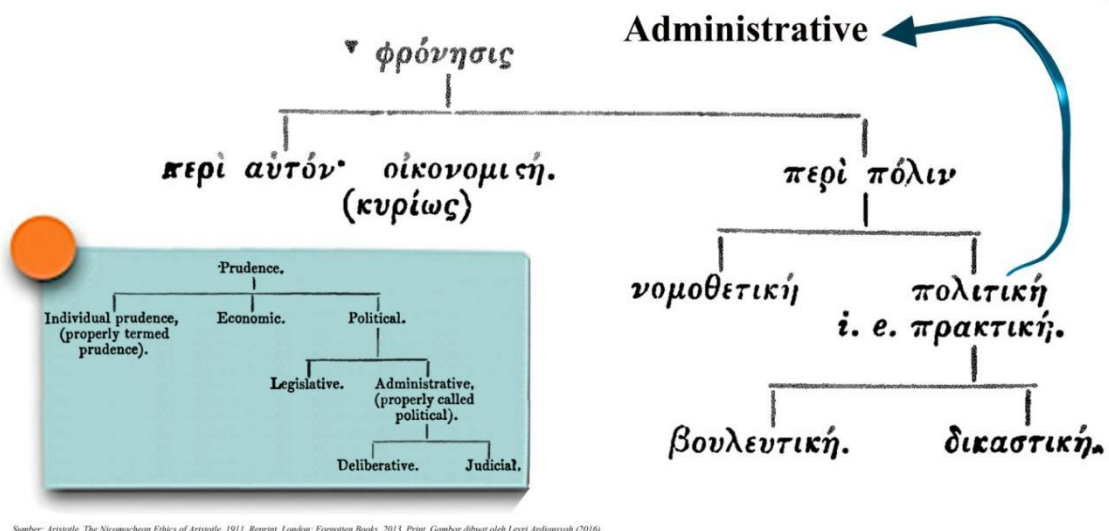 Administrative
φρόνησις
περὶ αὑτόν· οἰκονομική.
(κυρίως)
περὶ πόλιν
νομοθετική
πολιτική
i. e. πρακτική.
βουλευτική.
δικαστική.
Prudence.
Individual prudence,
(properly termed
prudence).
Economic.
Political.
Legislative.
Administrative,
(properly called
political).
Deliberative.
Judicial.
Sumber: Aristotle. The Nicomachean Ethics of Aristotle. 1911. Reprint. London: Forgotten Books, 2013. Print. Gambar dibuat oleh Leyri Ardiansyah (2016).